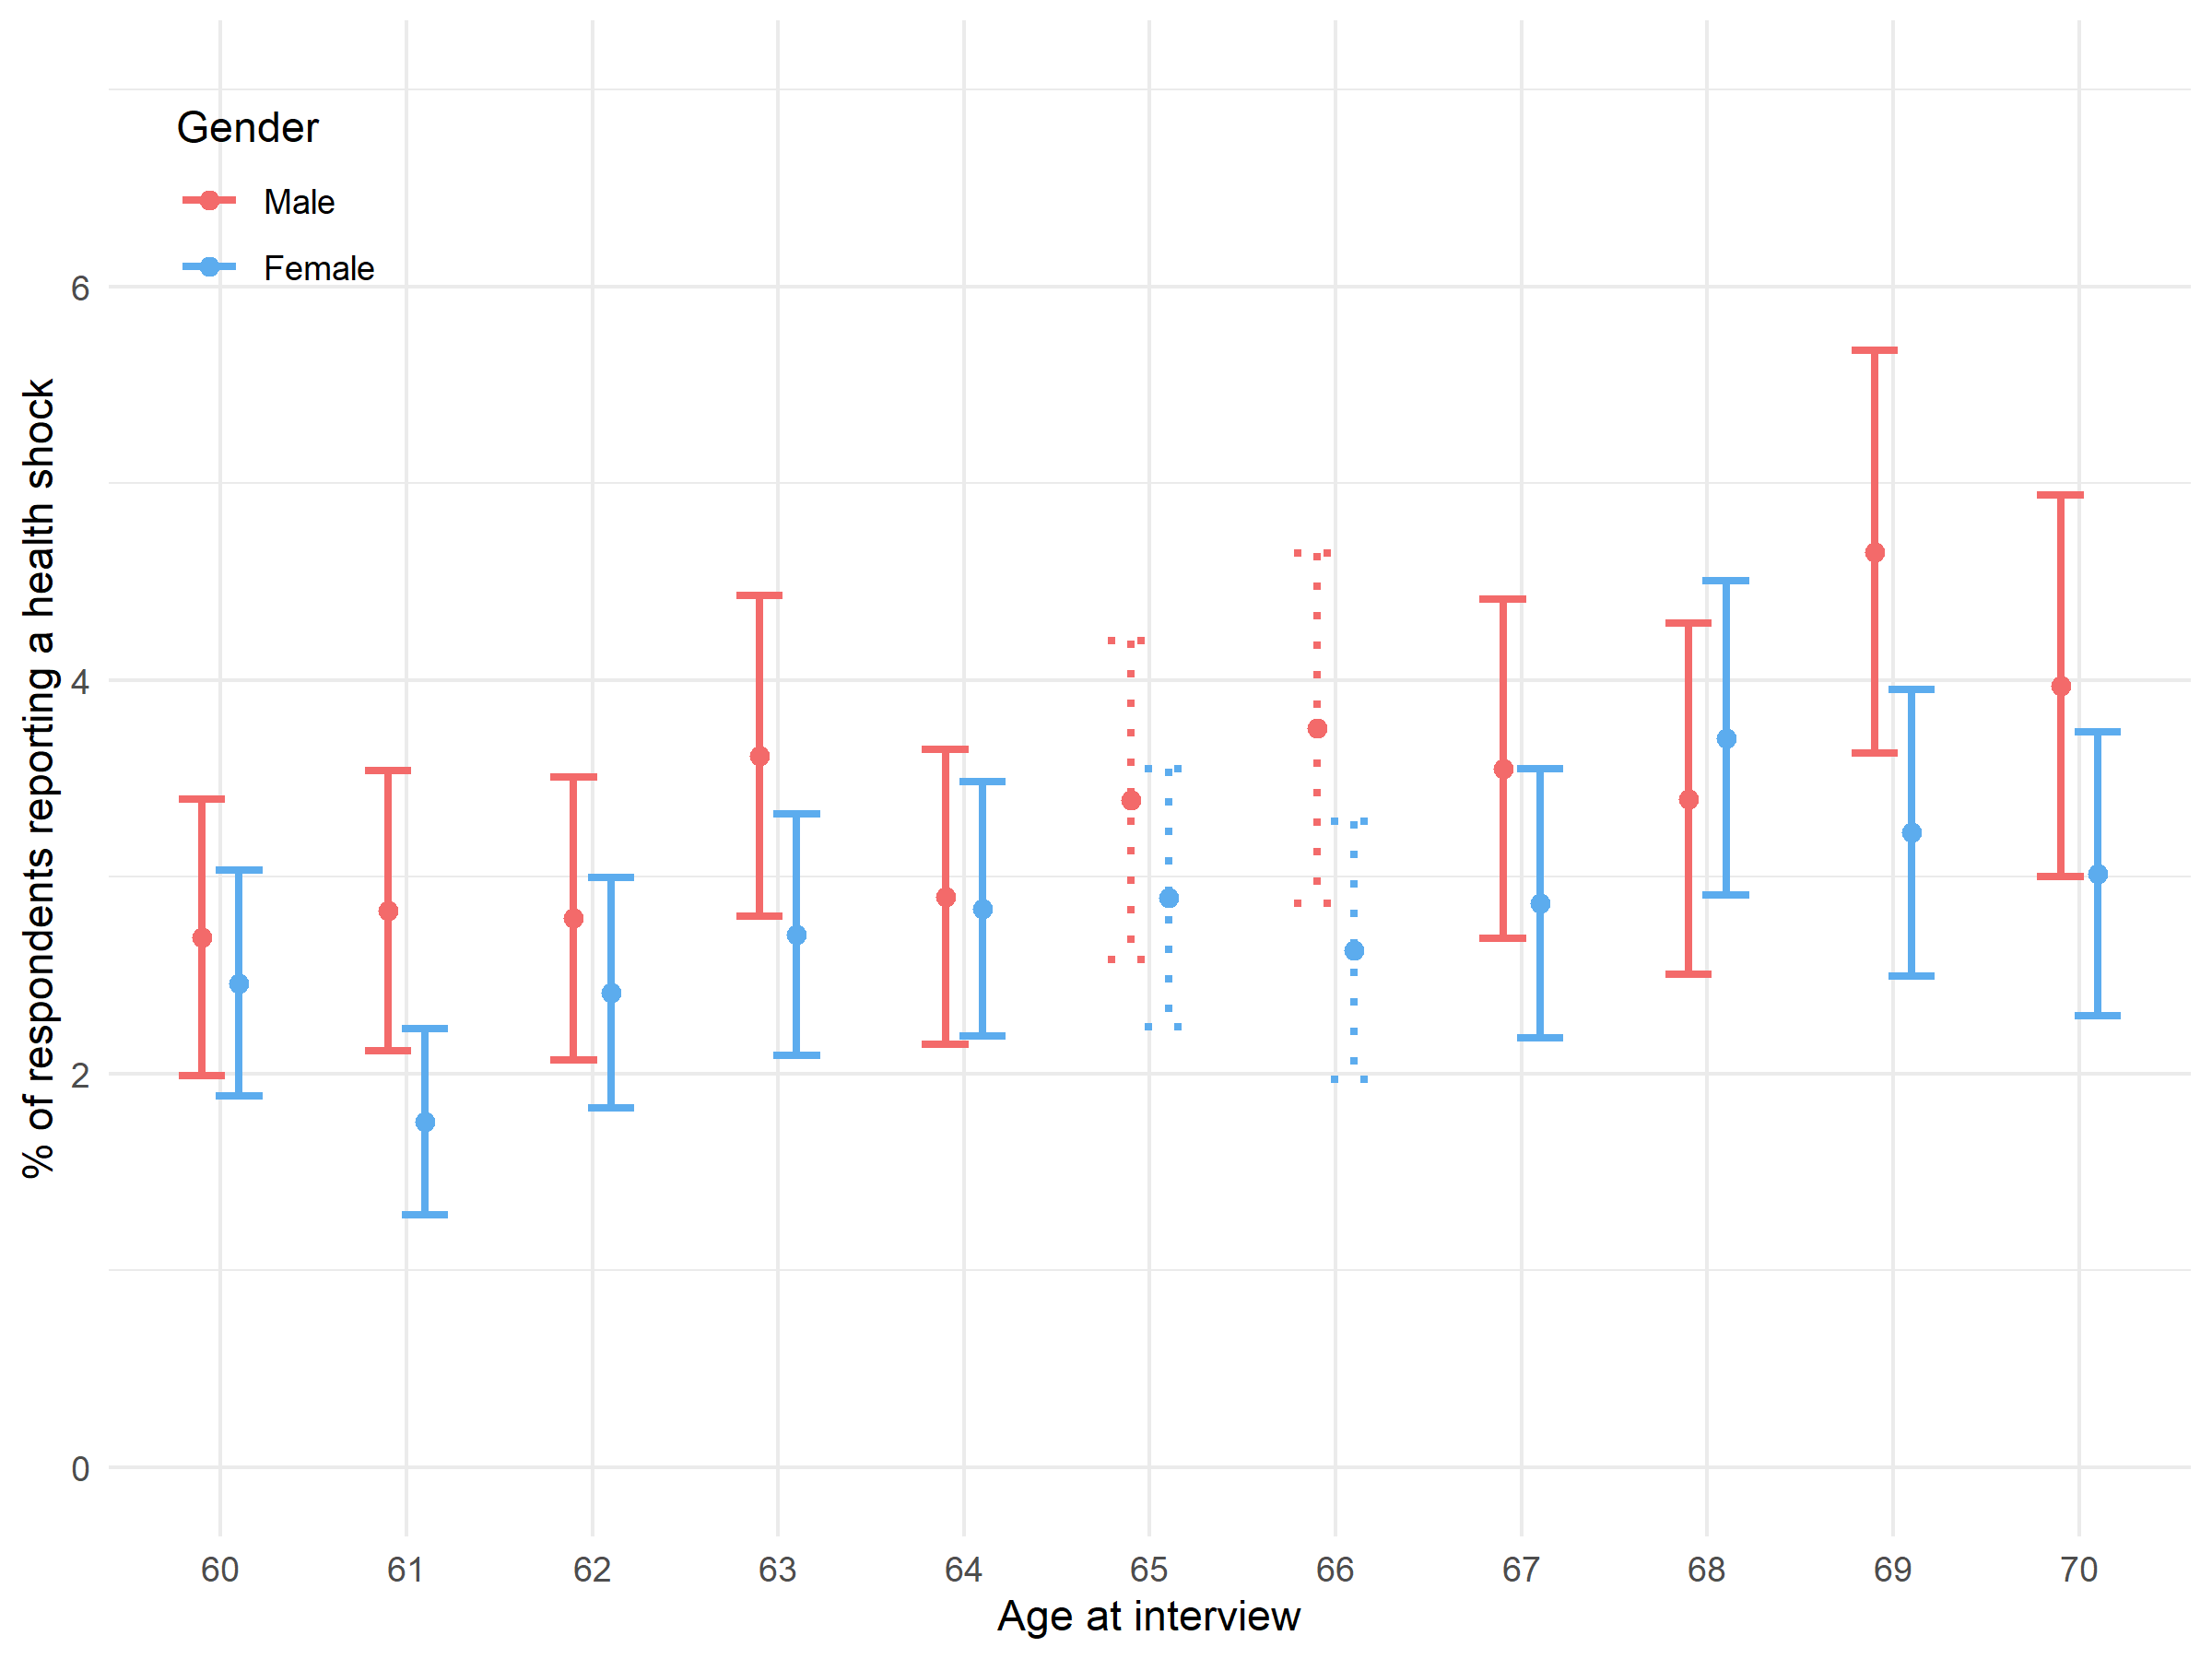 Gender
Male
Female
% of respondents reporting a health shock
6
4
2
0
60 61 62 63 64 65 66 67 68 69 70
Age at interview